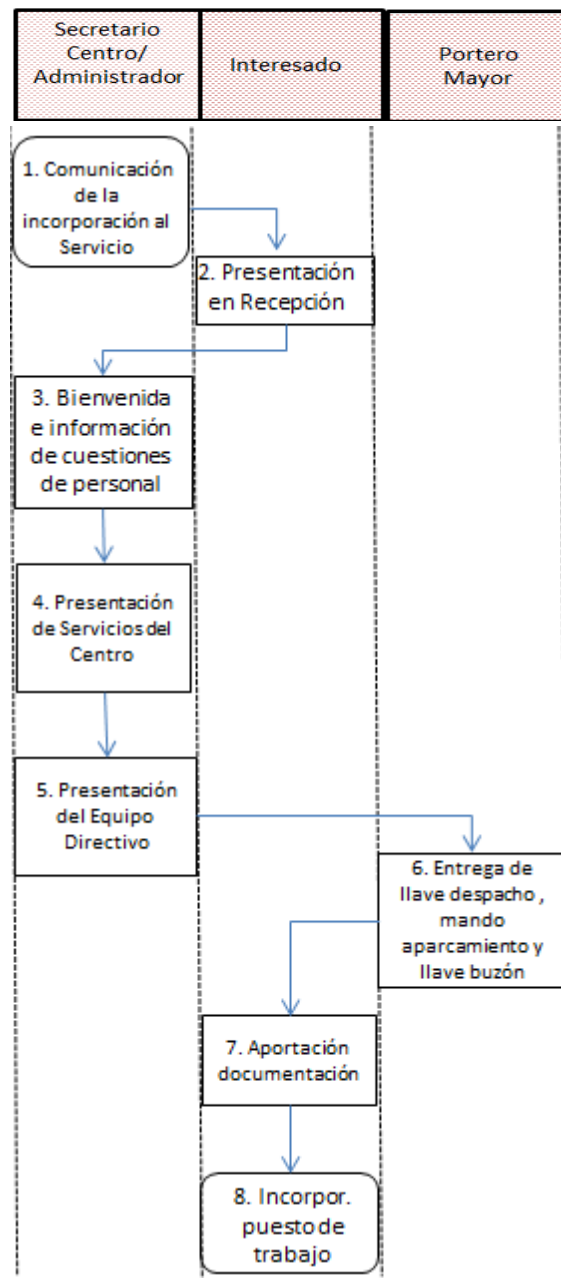 Secretario
Centro/
Administrador
Interesado
Portero
Mayor
1. Comunicación
de la
incorporación al
Servicio
2. Presentación
en Recepción
3. Bienvenida
e información
de cuestiones
de personal
4. Presentación
de Servicios del
Centro
5. Presentación
del Equipo
Directivo
6. Entrega de
llave despacho ,
mando
aparcamiento y
llave buzón
7. Aportación
documentación
8. Incorpor.
puesto de
trabajo